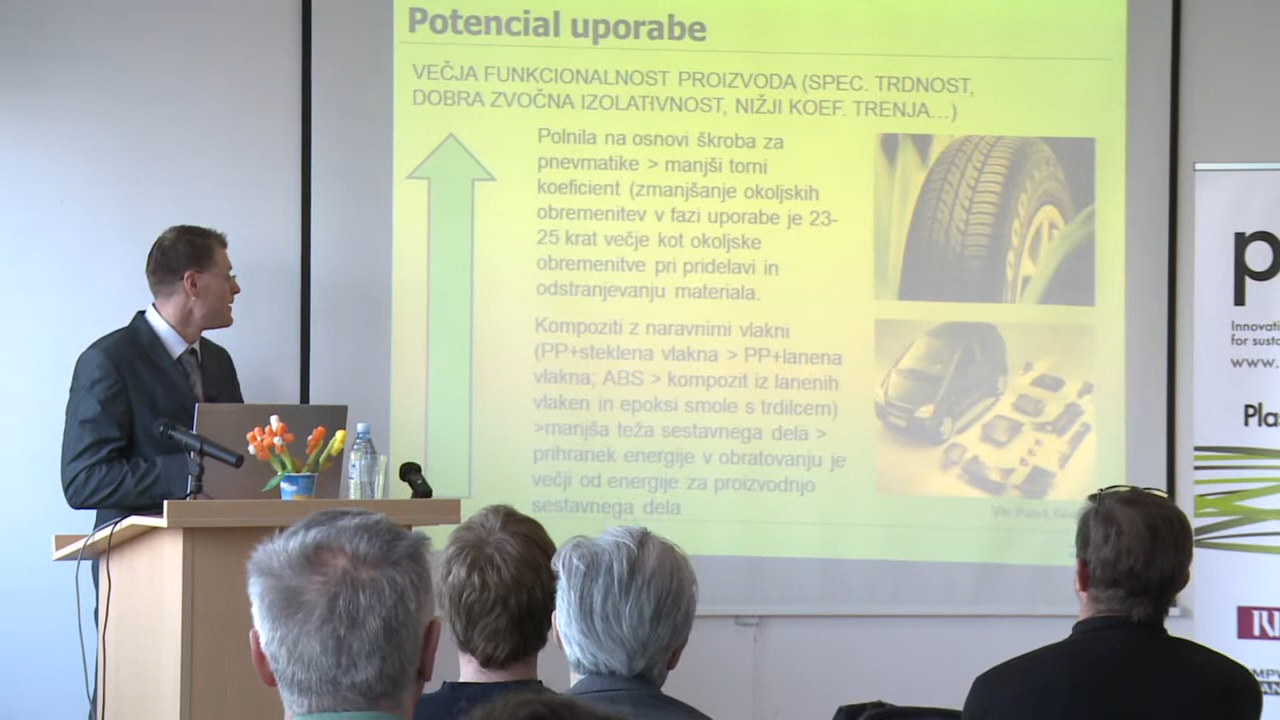 Potencial uporabe
VEČJA FUNKCIONALNOST PROIZVODA (SPEC. TRDNOST,
DOBRA ZVOČNA IZOLATIVNOST, NIŽJI KOEF. TRENJA...)
Polnila na osnovi škroba za
pnevmatike > manjši torni
koeficient (zmanjšanje okoljskih
obremenitev v fazi uporabe je 23-
25 krat večje kot okoljske
obremenitve pri pridelavi in
odstranjevanju materiala.
Kompoziti z naravnimi vlakni
(PP+steklena vlakna > PP+lanena
vlakna; ABS > kompozit iz lanenih
vlaken in epoksi smole s trdilcem)
>manjša teža sestavnega dela >
prihranek energije v obratovanju je
večji od energije za proizvodnjo
sestavnega dela
p
Innovati
for susta
www.
Pla